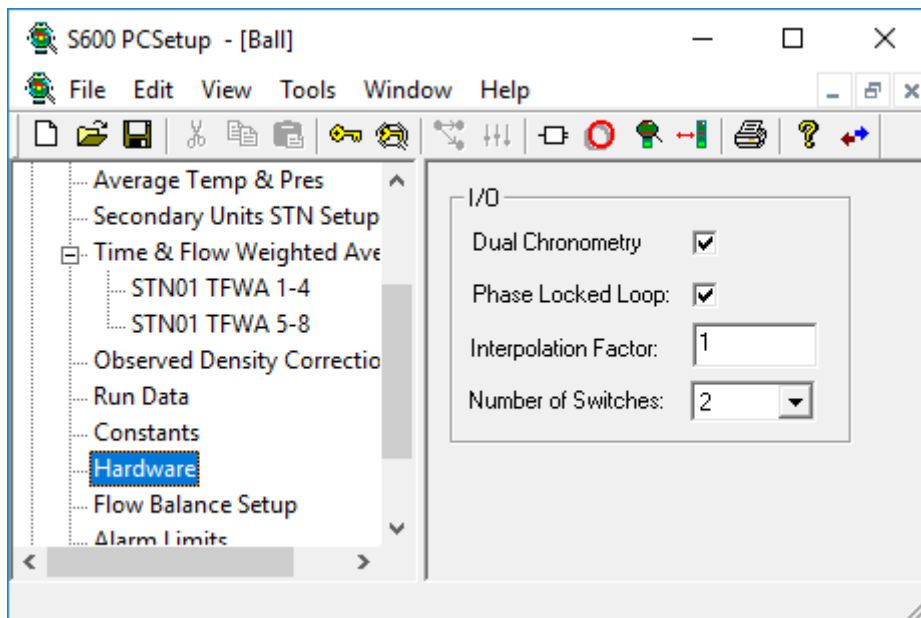 S600 PCSetup - [Ball]
File Edit View Tools Window Help
Average Temp & Pres
Secondary Units STN Setup
Time & Flow Weighted Ave
STN01 TFWA 1-4
STN01 TFWA 5-8
Observed Density Correctio
Run Data
Constants
Hardware
Flow Balance Setup
Alarm Limits
I/O
Dual Chronometry
Phase Locked Loop:
Interpolation Factor: 1
Number of Switches: 2